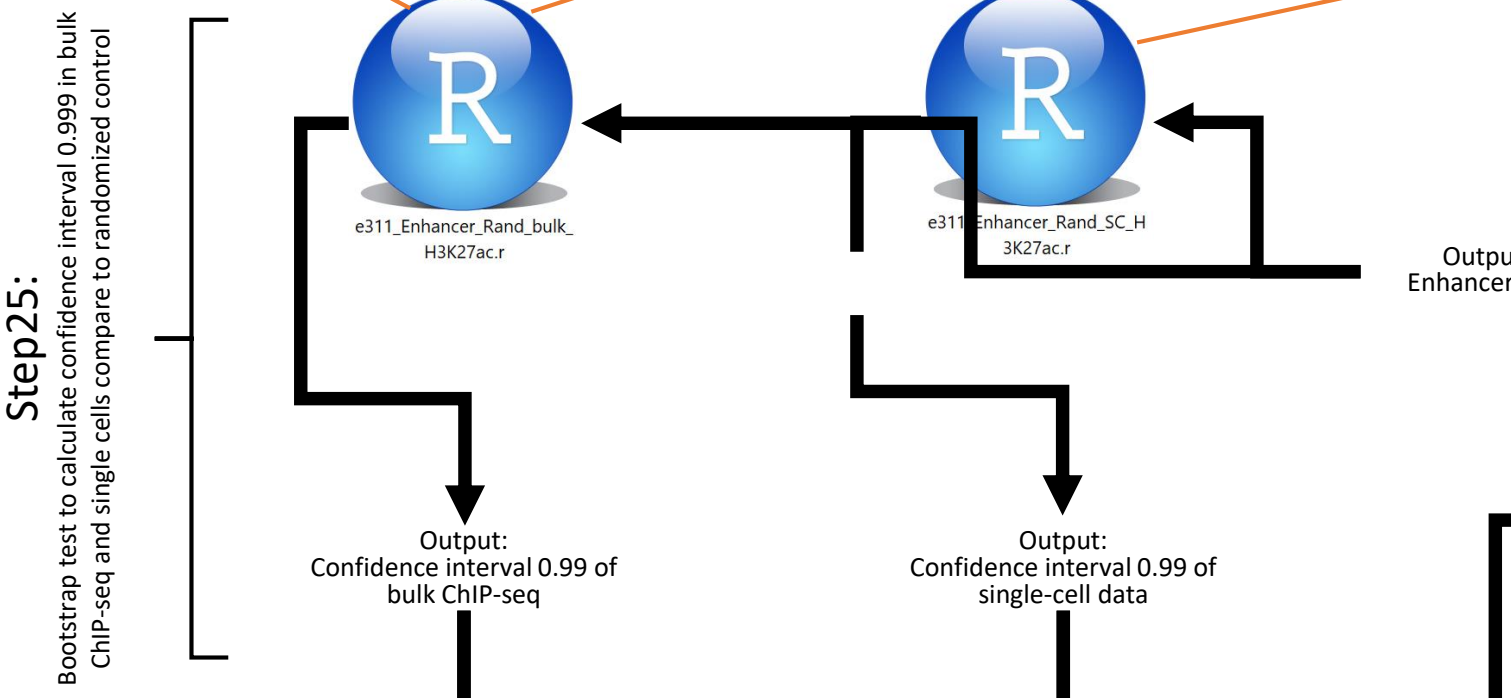 Step25:
Bootstrap test to calculate confidence interval 0.999 in bulk
ChIP-seq and single cells compare to randomized control
R
e311_Enhancer_Rand_bulk_
H3K27ac.r
R
e311_Enhancer_Rand_SC_H
3K27ac.r
Outpu
Enhancer
Output:
Confidence interval 0.99 of
bulk ChIP-seq
Output:
Confidence interval 0.99 of
single-cell data